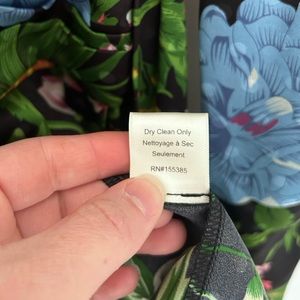 Dry Clean Only
Nettoyage à Sec
Seulement
RN#155385